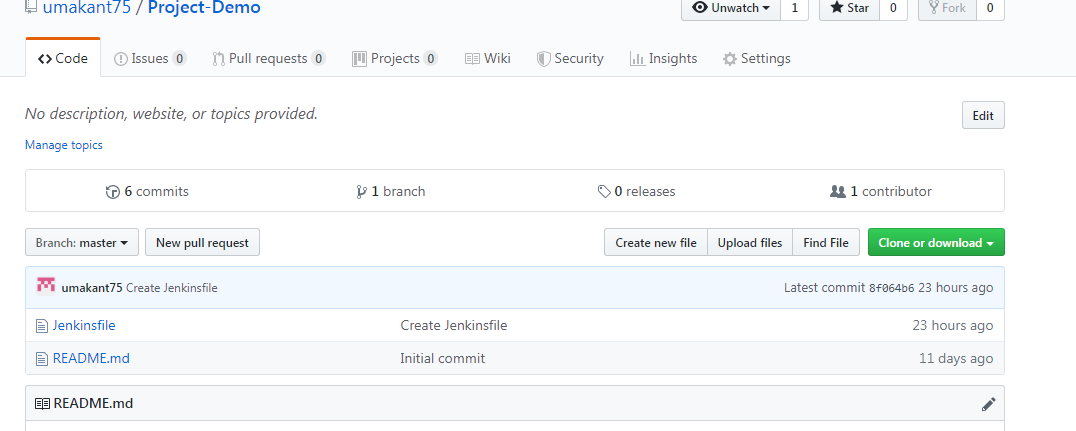 umakant75 / Project-Demo Unwatch 1 Star 0 Fork 0
Code Issues 0 Pull requests 0 Projects 0 Wiki Security Insights Settings
No description, website, or topics provided. Edit
Manage topics
6 commits 1 branch 0 releases 1 contributor
Branch: master New pull request Create new file Upload files Find File Clone or download
umakant75 Create Jenkinsfile Latest commit 8f064b6 23 hours ago
Jenkinsfile Create Jenkinsfile 23 hours ago
README.md Initial commit 11 days ago
README.md